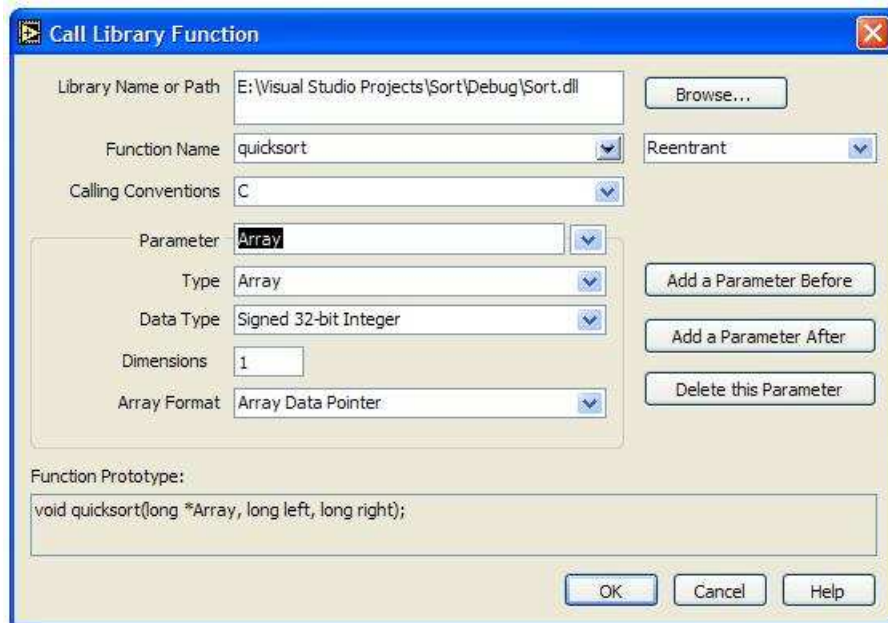 Call Library Function
Library Name or Path E:\Visual Studio Projects\Sort\Debug\Sort.dll Browse...
Function Name quicksort Reentrant
Calling Conventions C
Parameter Array
Type Array Add a Parameter Before
Data Type Signed 32-bit Integer
Add a Parameter After
Dimensions 1
Delete this Parameter
Array Format Array Data Pointer
Function Prototype:
void quicksort(long *Array, long left, long right);
OK Cancel Help